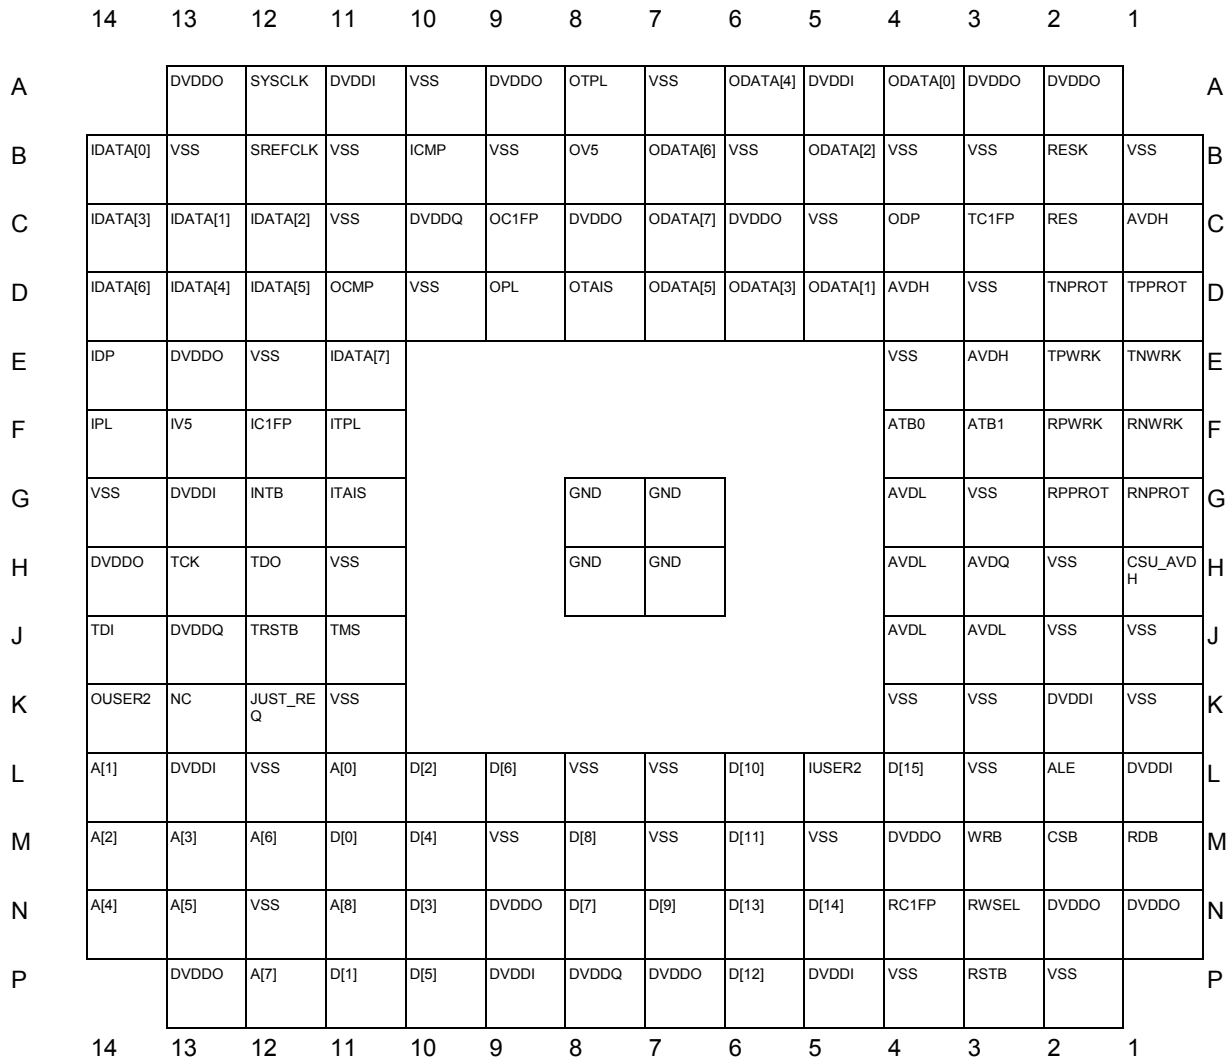 14 13 12 11 10 9 8 7 6 5 4 3 2 1
A DVDDO SYSCLK DVDDI VSS DVDDO OTPL VSS ODATA[4] DVDDI ODATA[0] DVDDO DVDDO A
B IDATA[0] VSS SREFCLK VSS ICMP VSS OV5 ODATA[6] VSS ODATA[2] VSS VSS RESK VSS B
C IDATA[3] IDATA[1] IDATA[2] VSS DVDDQ OC1FP DVDDO ODATA[7] DVDDO VSS ODP TC1FP RES AVDH C
D IDATA[6] IDATA[4] IDATA[5] OCMP VSS OPL OTAIS ODATA[5] ODATA[3] ODATA[1] AVDH VSS TNPROT TPPROT D
E IDP DVDDO VSS IDATA[7] VSS AVDH TPWRK TNWRK E
F IPL IV5 IC1FP ITPL ATB0 ATB1 RPWRK RNWRK F
G VSS DVDDI INTB ITAIS GND GND AVDL VSS RPPROT RNPROT G
H DVDDO TCK TDO VSS GND GND AVDL AVDQ VSS CSU_AVD H
H
J TDI DVDDQ TRSTB TMS AVDL AVDL VSS VSS J
K OUSER2 NC JUST_RE VSS VSS VSS DVDDI VSS K
Q
L A[1] DVDDI VSS A[0] D[2] D[6] VSS VSS D[10] IUSER2 D[15] VSS ALE DVDDI L
M A[2] A[3] A[6] D[0] D[4] VSS D[8] VSS D[11] VSS DVDDO WRB CSB RDB M
N A[4] A[5] VSS A[8] D[3] DVDDO D[7] D[9] D[13] D[14] RC1FP RWSEL DVDDO DVDDO N
P DVDDO A[7] D[1] D[5] DVDDI DVDDQ DVDDO D[12] DVDDI VSS RSTB VSS P
14 13 12 11 10 9 8 7 6 5 4 3 2 1